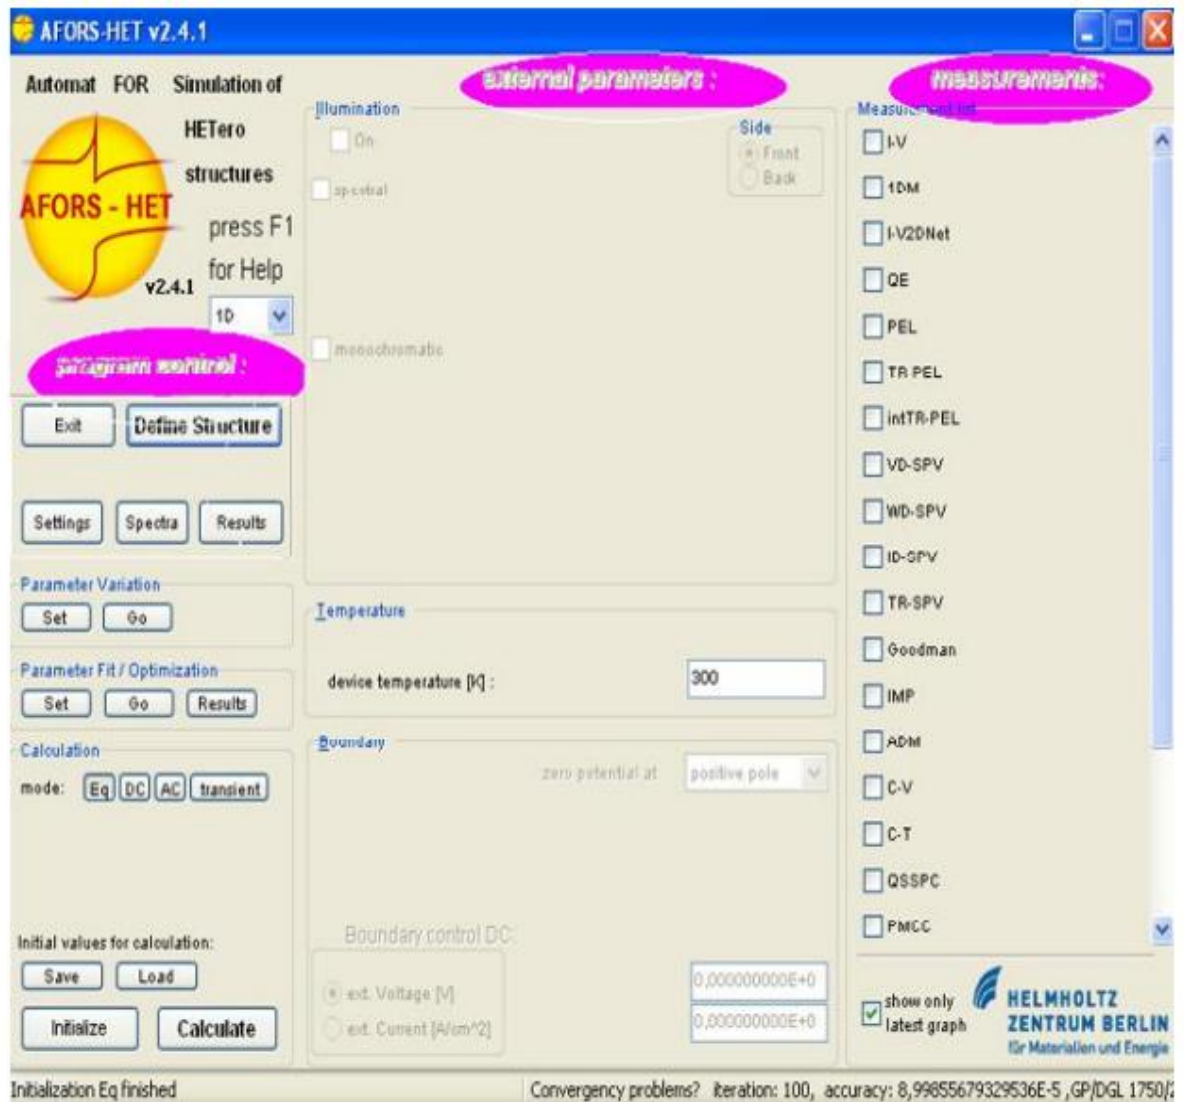 AFORS-HET v2.4.1
Automat FOR Simulation of
HETero
structures
AFORS - HET
v2.4.1
press F1
for Help
1D
program control :
Exit
Define Structure
Settings
Spectra
Results
Parameter Variation
Set
Go
Parameter Fit / Optimization
Set
Go
Results
Calculation
mode:
Eq
DC
AC
transient
Initial values for calculation:
Save
Load
Initialize
Calculate
external parameters :
Illumination
On
spectral
monochromatic
Side
Front
Back
Temperature
device temperature [K] :
300
Boundary
zero potential at
positive pole
Boundary control DC:
ext. Voltage [V]
0,000000000E+0
ext. Current [A/cm^2]
0,000000000E+0
measurements:
Measurement list
I-V
1DM
I-V2DNet
QE
PEL
TR-PEL
intTR-PEL
VD-SPV
WD-SPV
ID-SPV
TR-SPV
Goodman
IMP
ADM
C-V
C-T
QSSPC
PMCC
show only
latest graph
HELMHOLTZ
ZENTRUM BERLIN
für Materialien und Energie
Initialization Eq finished
Convergency problems? iteration: 100, accuracy: 8,99855679329536E-5 ,GP/DGL 1750/2